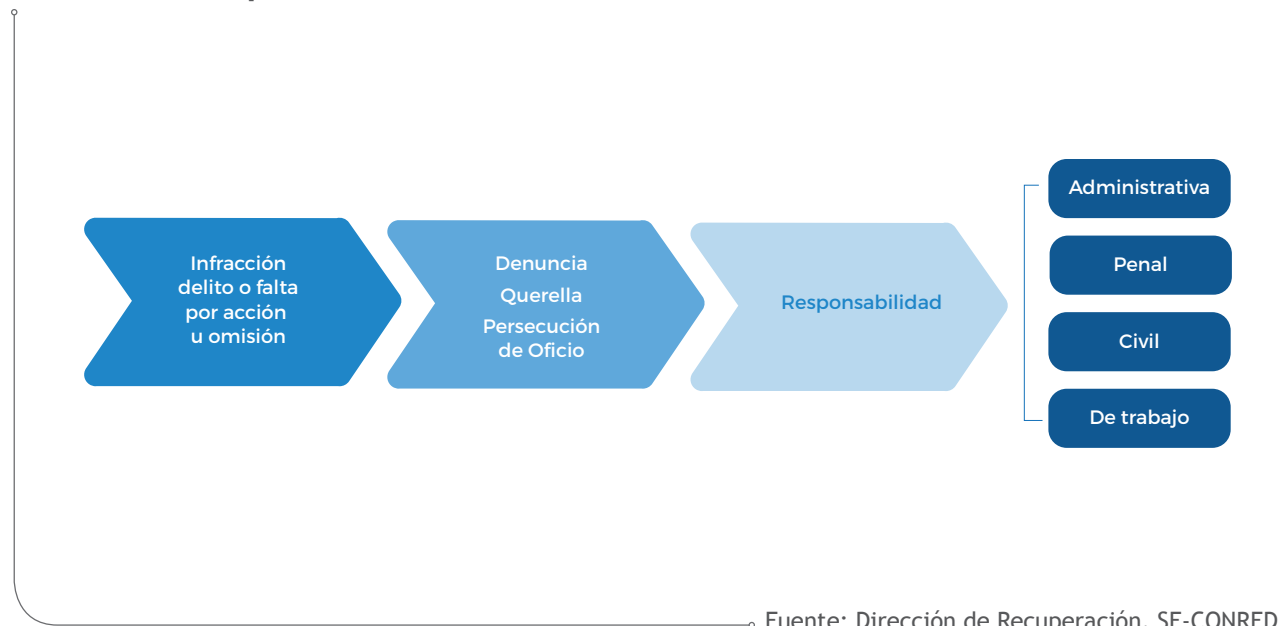 Infracción
delito o falta
por acción
u omisión
Denuncia
Querella
Persecución
de Oficio
Responsabilidad
Administrativa
Penal
Civil
De trabajo
Fuente: Dirección de Recuperación, SE-CONRED